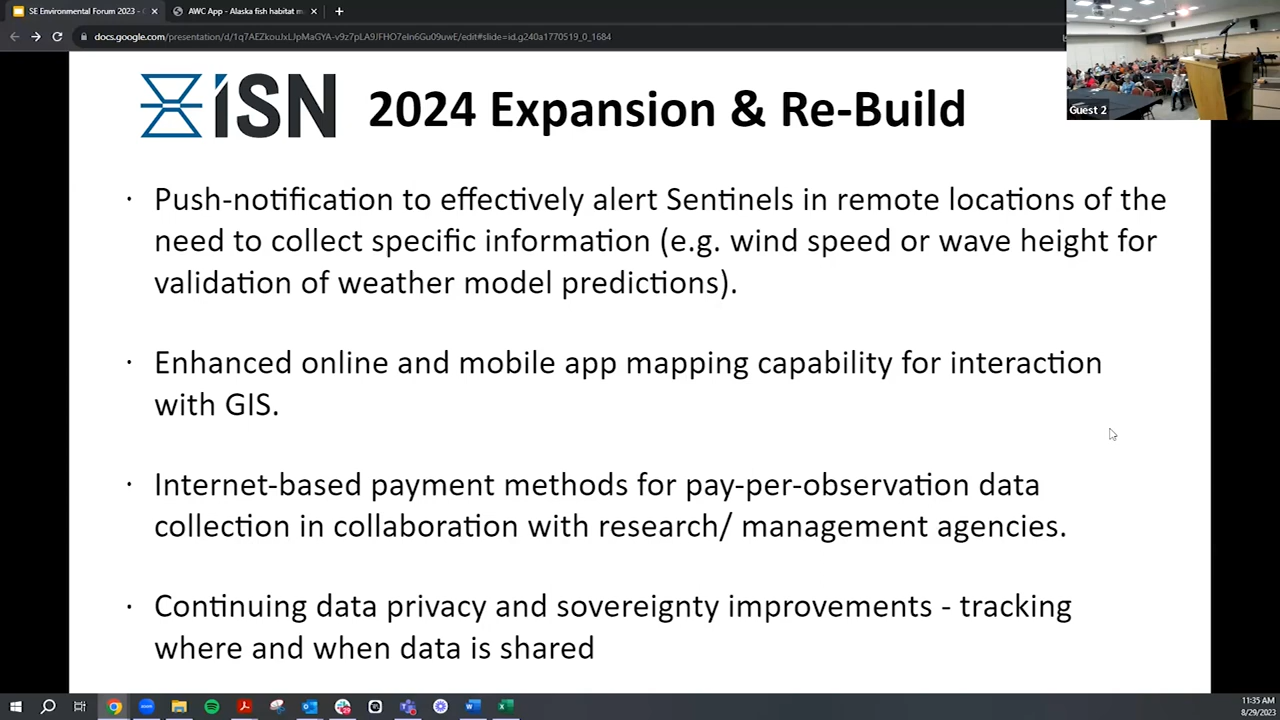 SE Environmental Forum 2023 -
AWC App - Alaska fish habitat m
docs.google.com/presentation/d/1q7AEZkouJxLJpMaGYA-v9z7pLA9JFHO7eIn6Gu09uwE/edit#slide=id.g240a1770519_0_1684
Guest 2
iSN 2024 Expansion & Re-Build
· Push-notification to effectively alert Sentinels in remote locations of the
need to collect specific information (e.g. wind speed or wave height for
validation of weather model predictions).
· Enhanced online and mobile app mapping capability for interaction
with GIS.
· Internet-based payment methods for pay-per-observation data
collection in collaboration with research/ management agencies.
· Continuing data privacy and sovereignty improvements - tracking
where and when data is shared
11:35 AM
8/29/2023